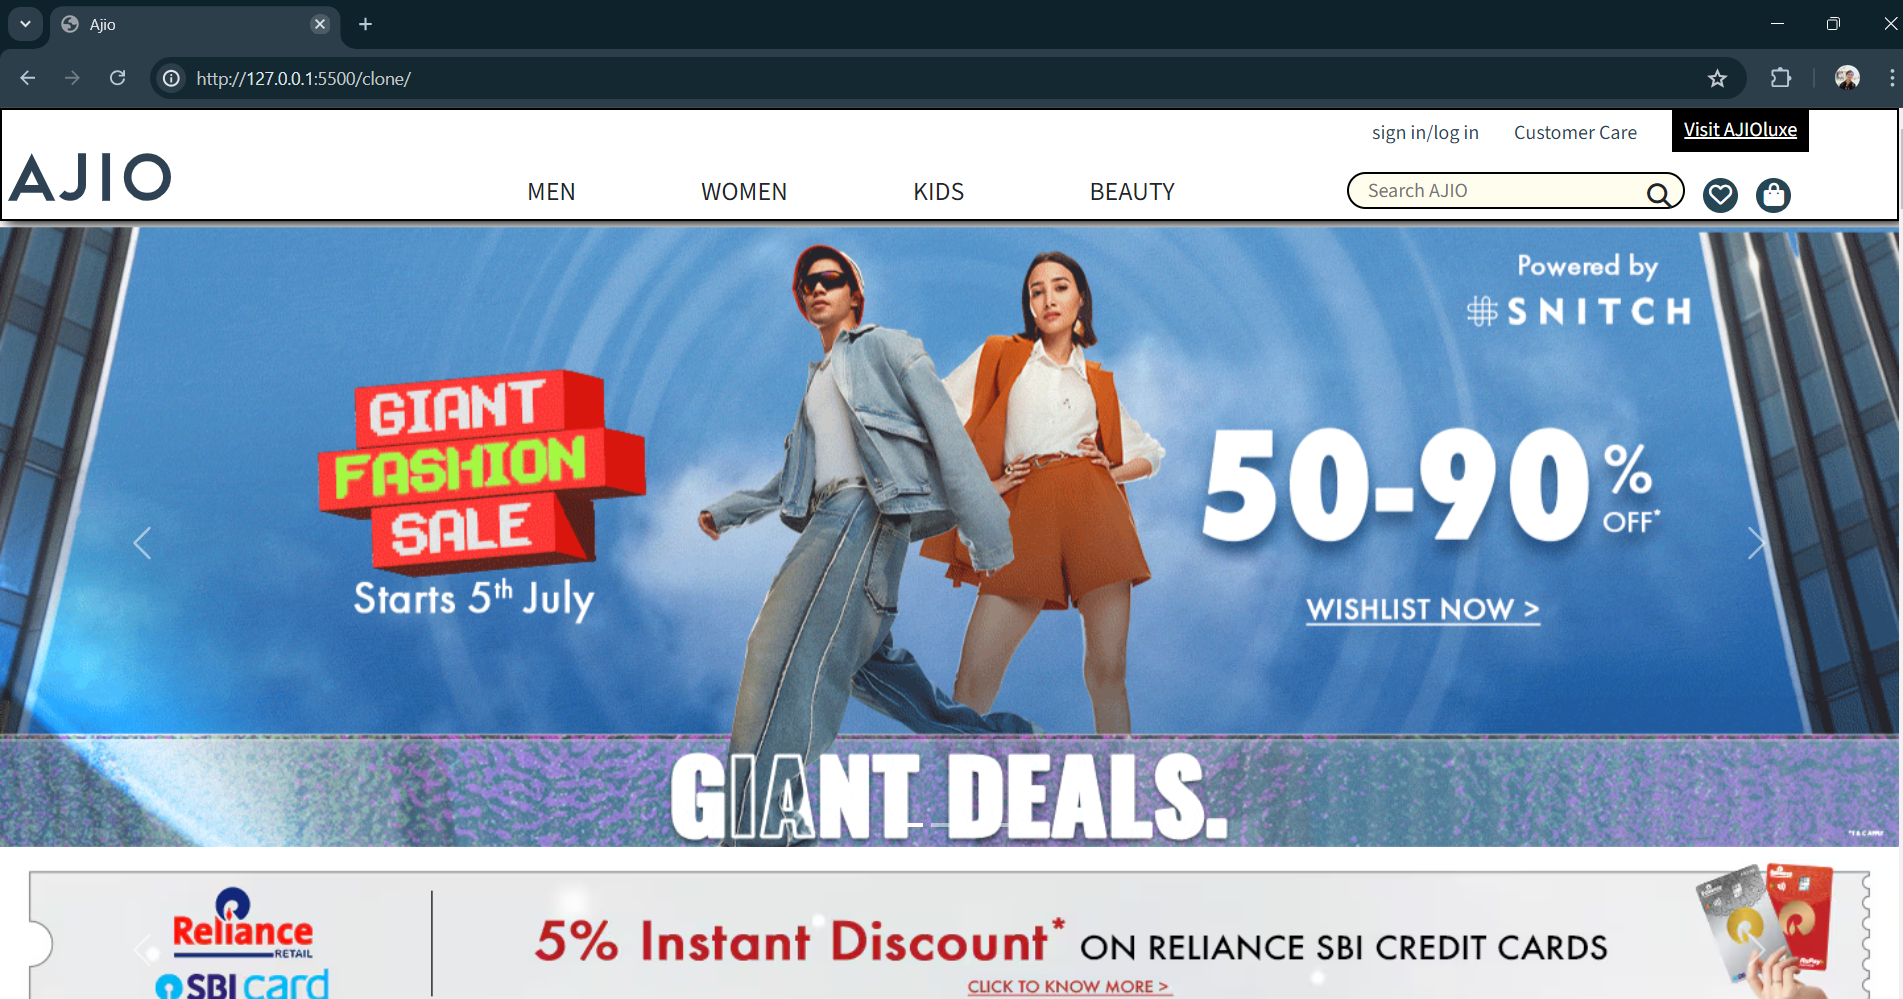 Ajio
http://127.0.0.1:5500/clone/
sign in/log in Customer Care Visit AJIOluxe
AJIO
MEN WOMEN KIDS BEAUTY
Search AJIO
Powered by
SNITCH
GIANT
FASHION
SALE
Starts 5th July
50-90% OFF*
WISHLIST NOW >
GIANT DEALS.
*T&C APPLY
Reliance
RETAIL
SBI card
5% Instant Discount* ON RELIANCE SBI CREDIT CARDS
CLICK TO KNOW MORE >